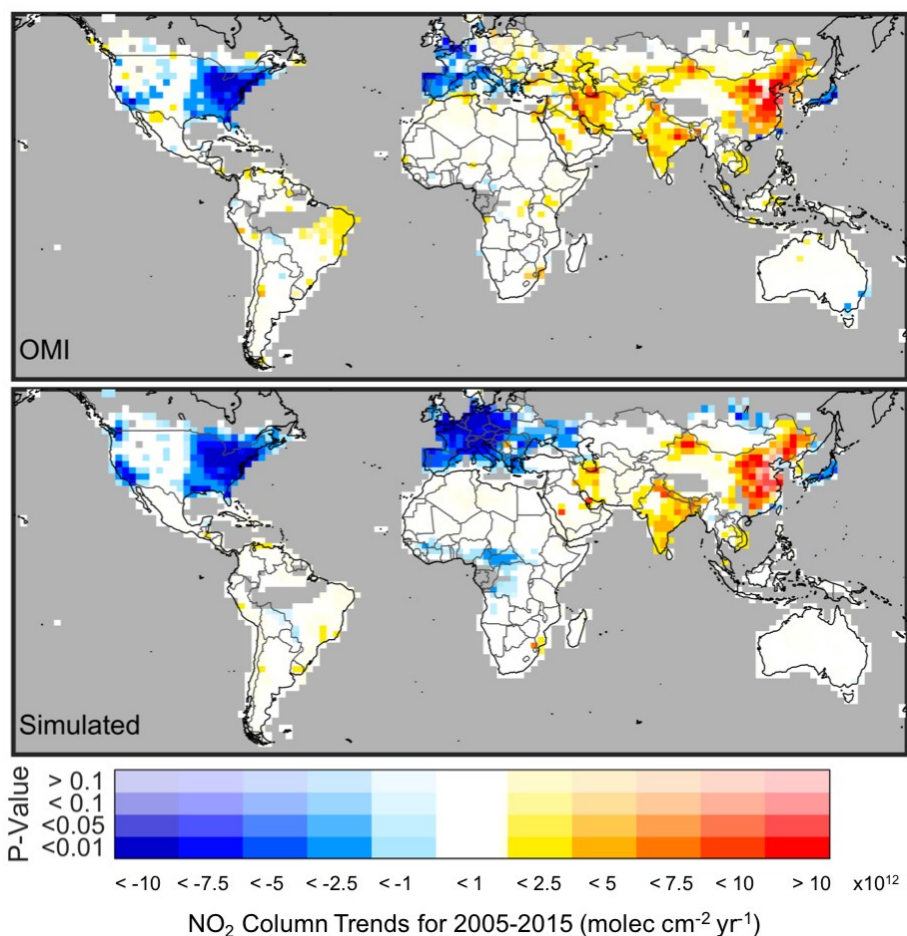 OMI
Simulated
P-Value
> 0.1
< 0.1
<0.05
<0.01
< -10 < -7.5 < -5 < -2.5 < -1 < 1 < 2.5 < 5 < 7.5 < 10 > 10 x10¹²
NO₂ Column Trends for 2005-2015 (molec cm⁻² yr⁻¹)